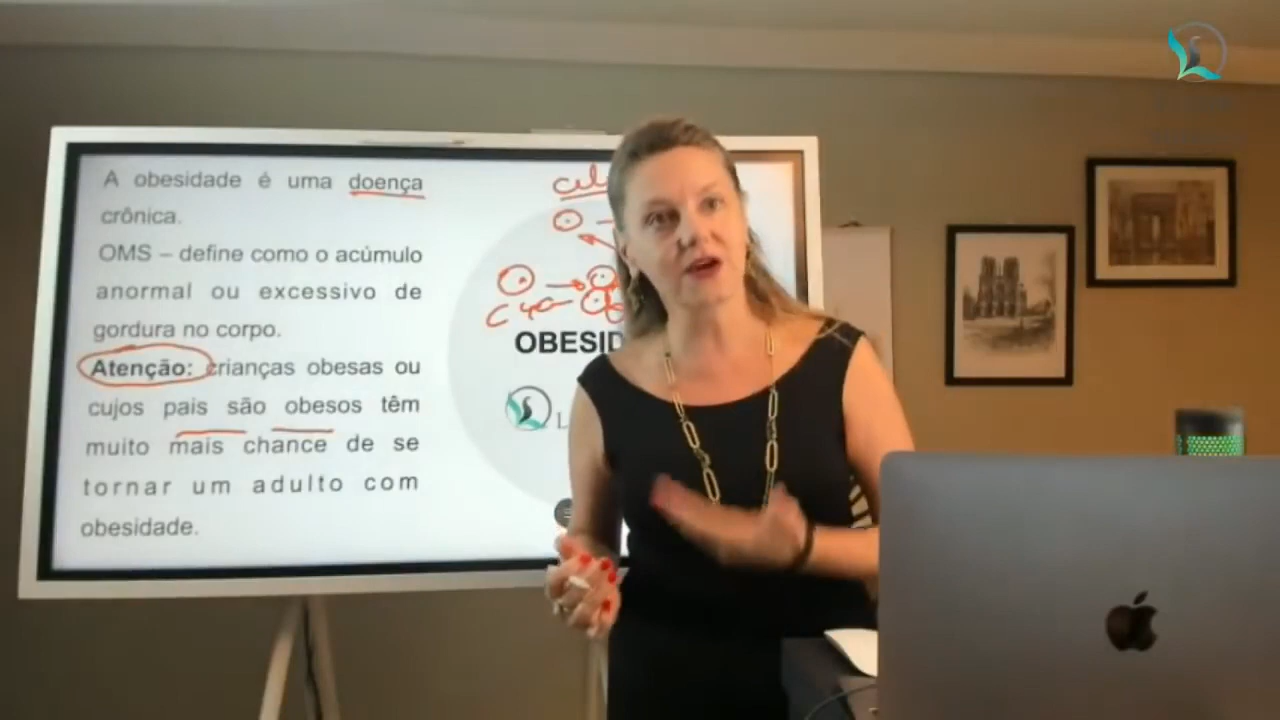 A obesidade é uma doença
crônica.
OMS – define como o acúmulo
anormal ou excessivo de
gordura no corpo.
Atenção: crianças obesas ou
cujos pais são obesos têm
muito mais chance de se
tornar um adulto com
obesidade.
OBESID